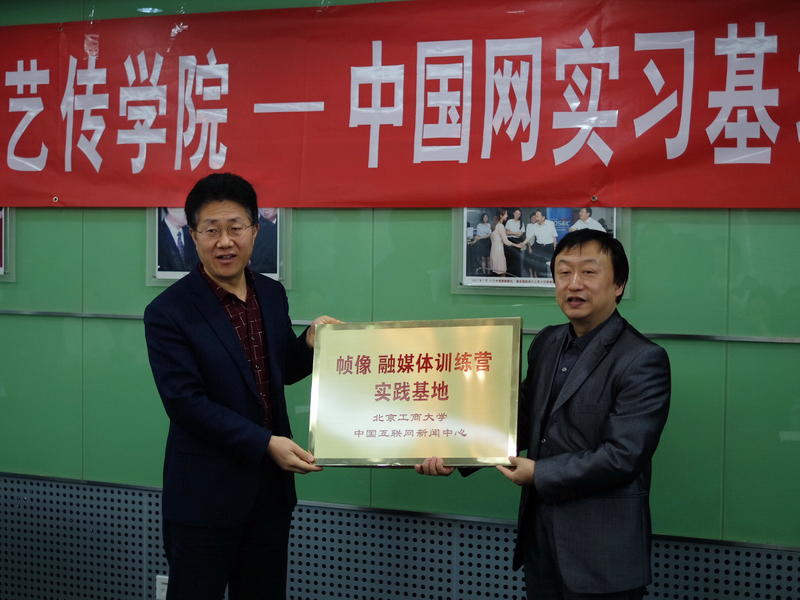 艺传学院 — 中国网实习基
帧像 融媒体训练营
实践基地
北京工商大学
中国互联网新闻中心